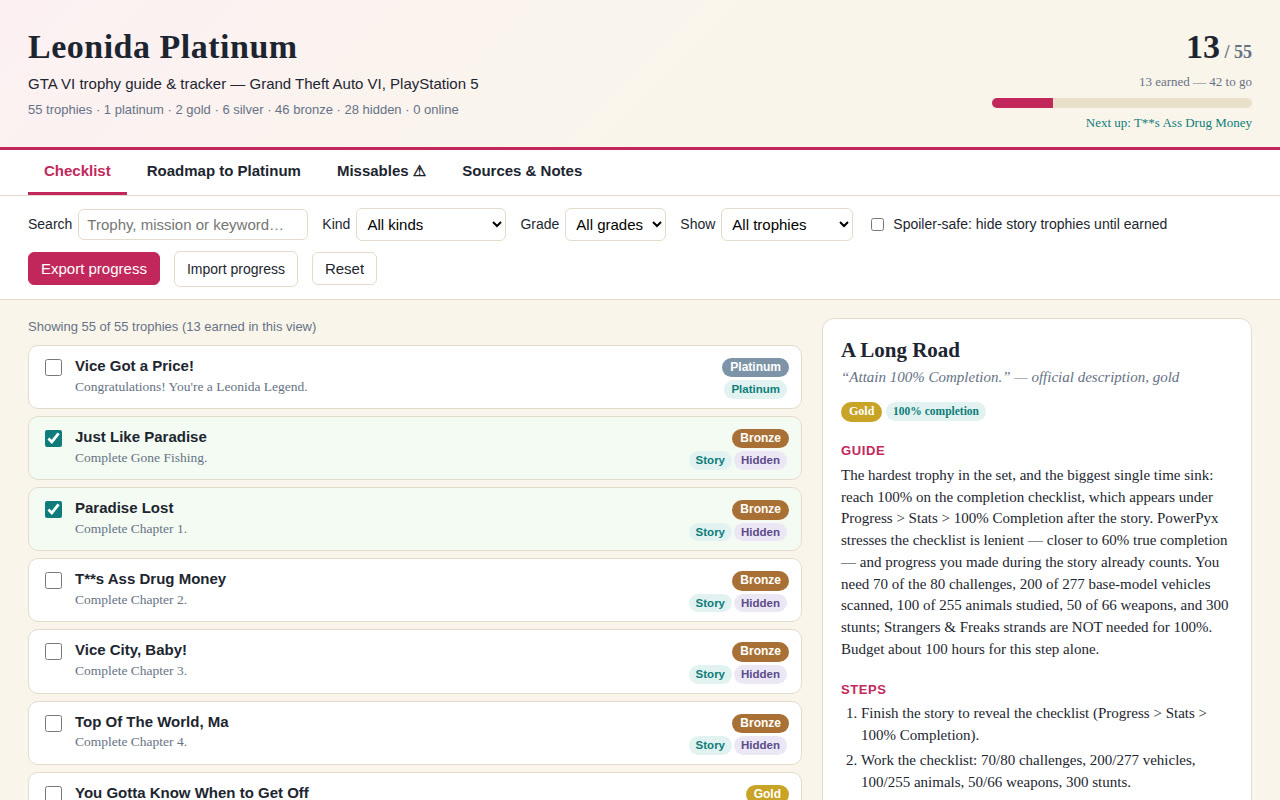 Leonida Platinum
GTA VI trophy guide & tracker — Grand Theft Auto VI, PlayStation 5
55 trophies · 1 platinum · 2 gold · 6 silver · 46 bronze · 28 hidden · 0 online
13 / 55
13 earned — 42 to go
Next up: T**s Ass Drug Money
Checklist
Roadmap to Platinum
Missables ⚠
Sources & Notes
Search
Trophy, mission or keyword…
Kind
All kinds
Grade
All grades
Show
All trophies
Spoiler-safe: hide story trophies until earned
Export progress
Import progress
Reset
Showing 55 of 55 trophies (13 earned in this view)
Vice Got a Price!
Congratulations! You're a Leonida Legend.
Platinum
Platinum
Just Like Paradise
Complete Gone Fishing.
Bronze
Story Hidden
Paradise Lost
Complete Chapter 1.
Bronze
Story Hidden
T**s Ass Drug Money
Complete Chapter 2.
Bronze
Story Hidden
Vice City, Baby!
Complete Chapter 3.
Bronze
Story Hidden
Top Of The World, Ma
Complete Chapter 4.
Bronze
Story Hidden
You Gotta Know When to Get Off
Gold
A Long Road
“Attain 100% Completion.” — official description, gold
Gold 100% completion
GUIDE
The hardest trophy in the set, and the biggest single time sink:
reach 100% on the completion checklist, which appears under
Progress > Stats > 100% Completion after the story. PowerPyx
stresses the checklist is lenient — closer to 60% true completion
— and progress you made during the story already counts. You
need 70 of the 80 challenges, 200 of 277 base-model vehicles
scanned, 100 of 255 animals studied, 50 of 66 weapons, and 300
stunts; Strangers & Freaks strands are NOT needed for 100%.
Budget about 100 hours for this step alone.
STEPS
1. Finish the story to reveal the checklist (Progress > Stats >
100% Completion).
2. Work the checklist: 70/80 challenges, 200/277 vehicles,
100/255 animals, 50/66 weapons, 300 stunts.